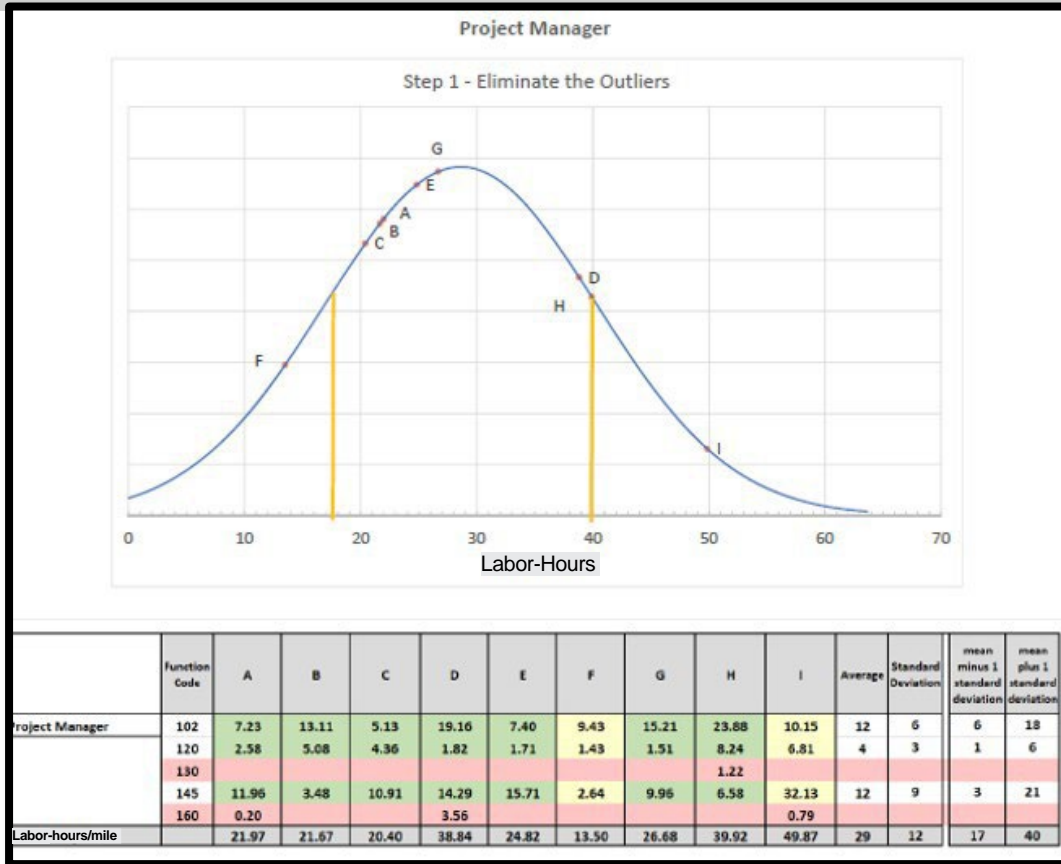 Project Manager
Step 1 - Eliminate the Outliers
G
E
A
B
C
D
H
F
I
0 10 20 30 40 50 60 70
Labor-Hours
Function Code A B C D E F G H I Average Standard Deviation mean minus 1 standard deviation mean plus 1 standard deviation
Project Manager 102 7.23 13.11 5.13 19.16 7.40 9.43 15.21 23.88 10.15 12 6 6 18
120 2.58 5.08 4.36 1.82 1.71 1.43 1.51 8.24 6.81 4 3 1 6
130 1.22
145 11.96 3.48 10.91 14.29 15.71 2.64 9.96 6.58 32.13 12 9 3 21
160 0.20 3.56 0.79
Labor-hours/mile 21.97 21.67 20.40 38.84 24.82 13.50 26.68 39.92 49.87 29 12 17 40